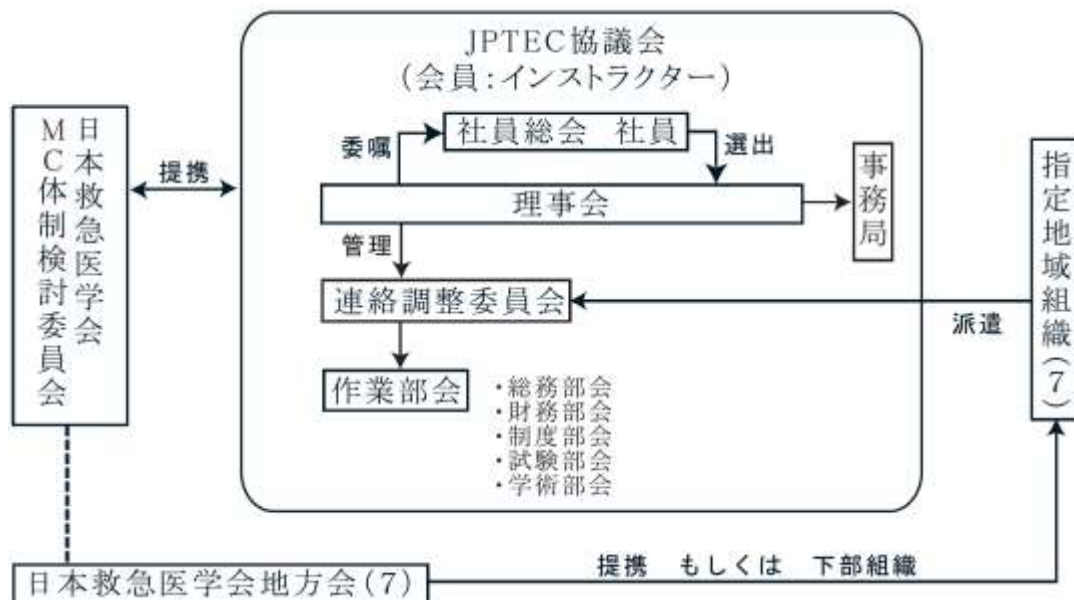 JPTEC協議会
(会員:インストラクター)
日本救急医学会
MC体制検討委員会
提携
委嘱
社員総会 社員
選出
理事会
事務局
管理
連絡調整委員会
派遣
指定地域組織(7)
作業部会
・総務部会
・財務部会
・制度部会
・試験部会
・学術部会
提携 もしくは 下部組織
日本救急医学会地方会(7)